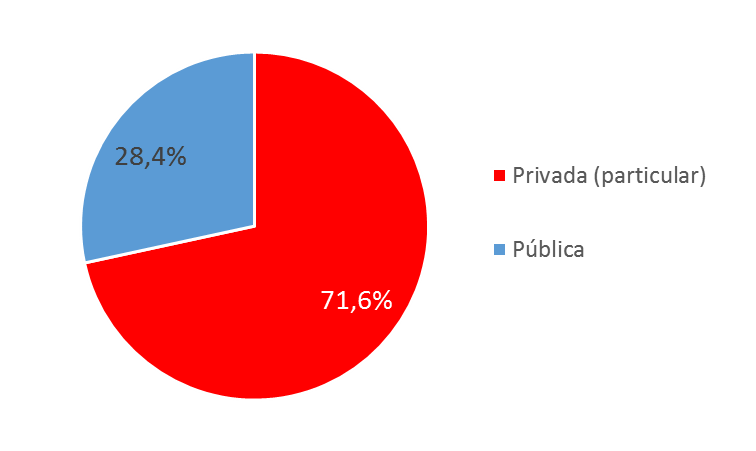 28,4%
71,6%
Privada (particular)
Pública